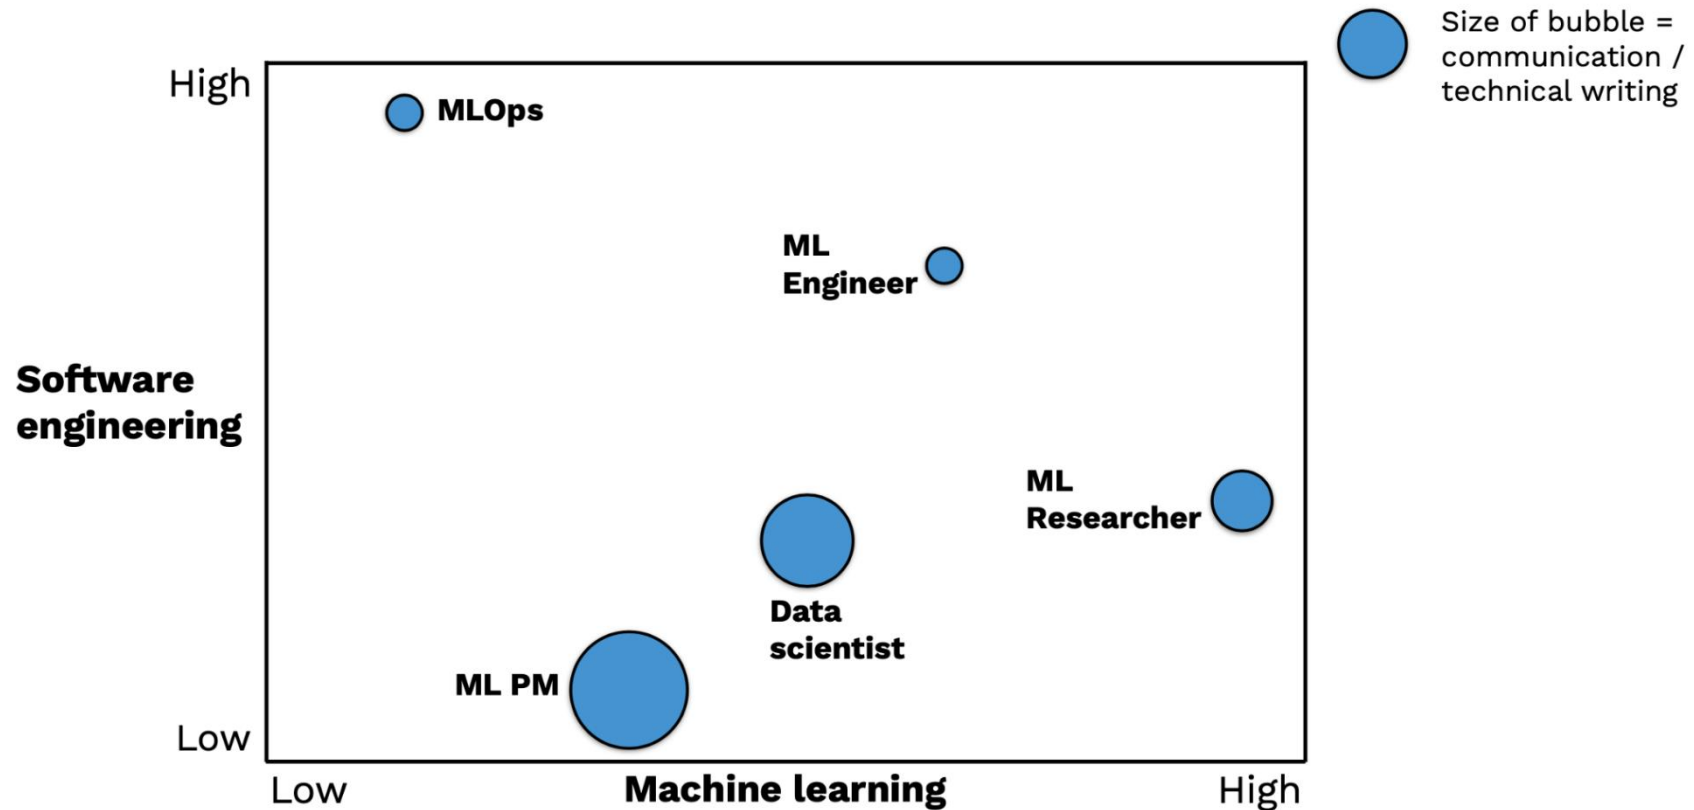 Size of bubble =
communication /
technical writing
High
MLOps
ML
Engineer
Software
engineering
ML
Researcher
Data
scientist
ML PM
Low
Low
Machine learning
High